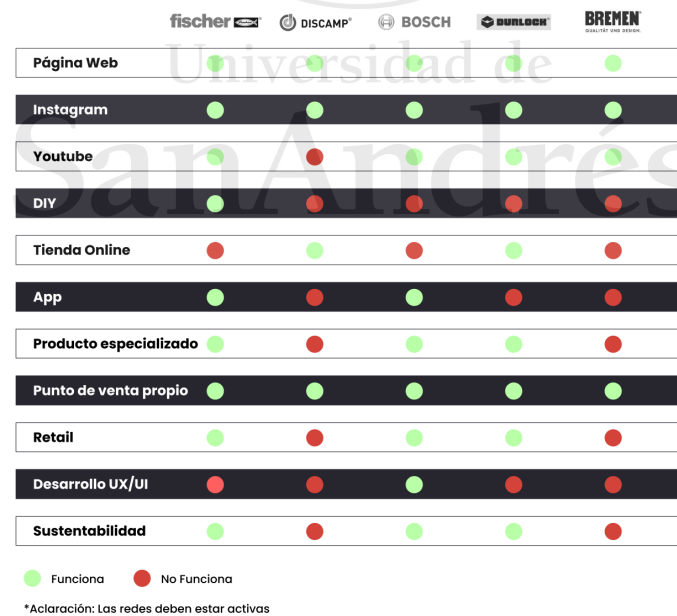 fischer DISCAMP® BOSCH DURLOCK® BREMEN®
QUALITÄT UND DESIGN.
Página Web
Universidad de
Instagram
SanAndrés
Youtube
DIY
Tienda Online
App
Producto especializado
Punto de venta propio
Retail
Desarrollo UX/UI
Sustentabilidad
Funciona No Funciona
*Aclaración: Las redes deben estar activas